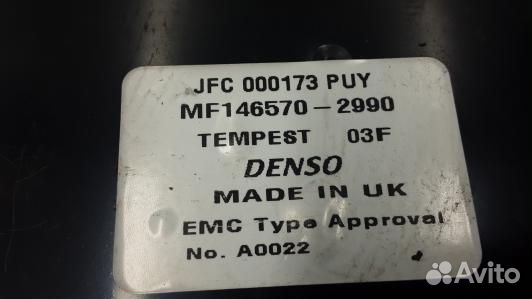 JFC 000173 PUY
MF146570-2990
TEMPEST 03F
DENSO
MADE IN UK
EMC Type Approval
No. A0022
Avito